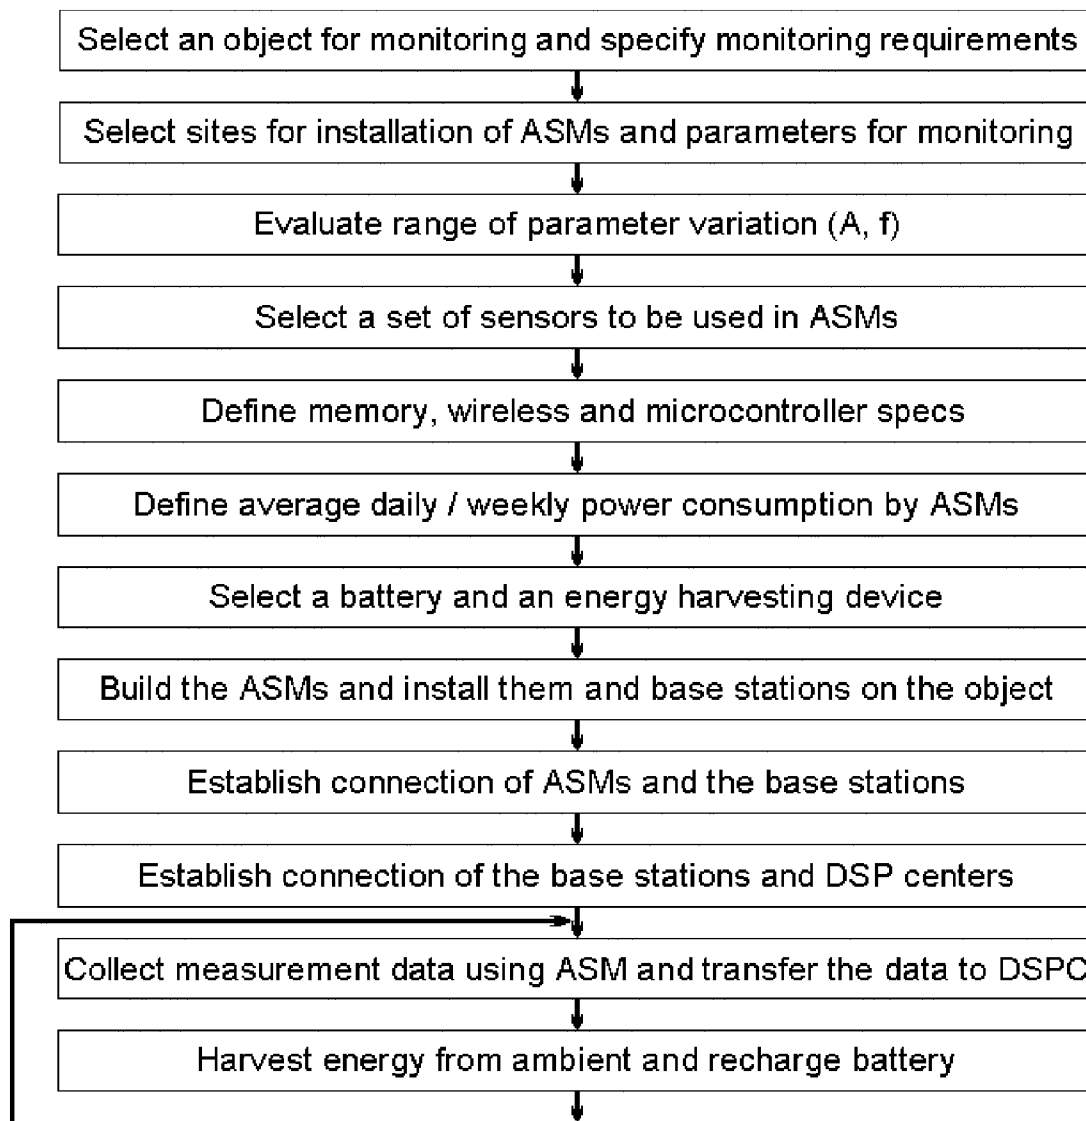 Select an object for monitoring and specify monitoring requirements
Select sites for installation of ASMs and parameters for monitoring
Evaluate range of parameter variation (A, f)
Select a set of sensors to be used in ASMs
Define memory, wireless and microcontroller specs
Define average daily / weekly power consumption by ASMs
Select a battery and an energy harvesting device
Build the ASMs and install them and base stations on the object
Establish connection of ASMs and the base stations
Establish connection of the base stations and DSP centers
Collect measurement data using ASM and transfer the data to DSPC
Harvest energy from ambient and recharge battery